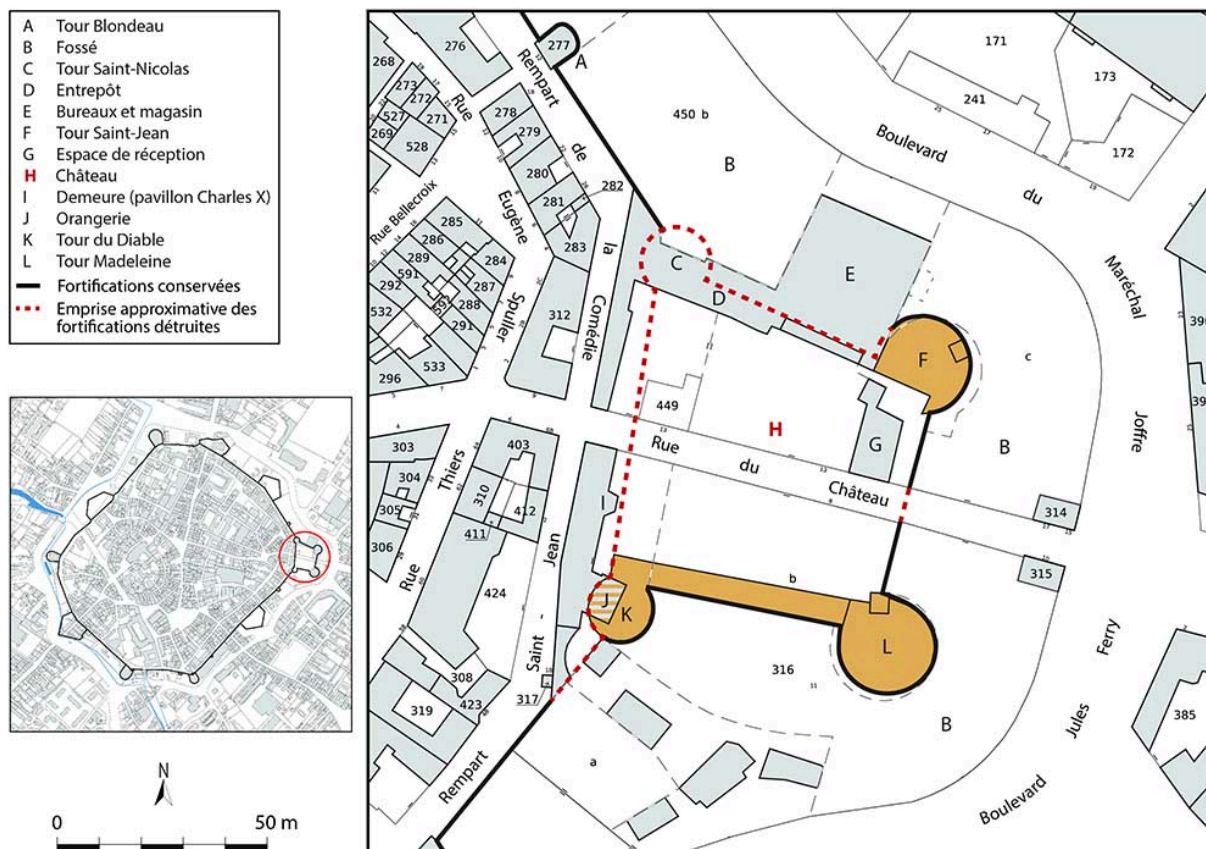 A Tour Blondeau
B Fossé
C Tour Saint-Nicolas
D Entrepôt
E Bureaux et magasin
F Tour Saint-Jean
G Espace de réception
H Château
I Demeure (pavillon Charles X)
J Orangerie
K Tour du Diable
L Tour Madeleine
Fortifications conservées
Emprise approximative des
fortifications détruites
N
0 50 m
276
277
A
268
273
272
527
271
269
528
278
279
280
281
282
283
Rempart de la Comédie
Rue Eugène Spuller
Rue Bellecroix
285
286
284
289
591
287
292
288
532
291
533
296
312
450 b
B
171
173
241
172
Boulevard du Maréchal Joffre
C
D
E
F
c
B
449
H
G
Rue du Château
303
304
305
306
Rue Thiers
403
310
412
411
424
308
319
423
317
Rempart Saint - Jean
I
J
K
b
L
314
315
316
11
B
a
385
Boulevard Jules Ferry